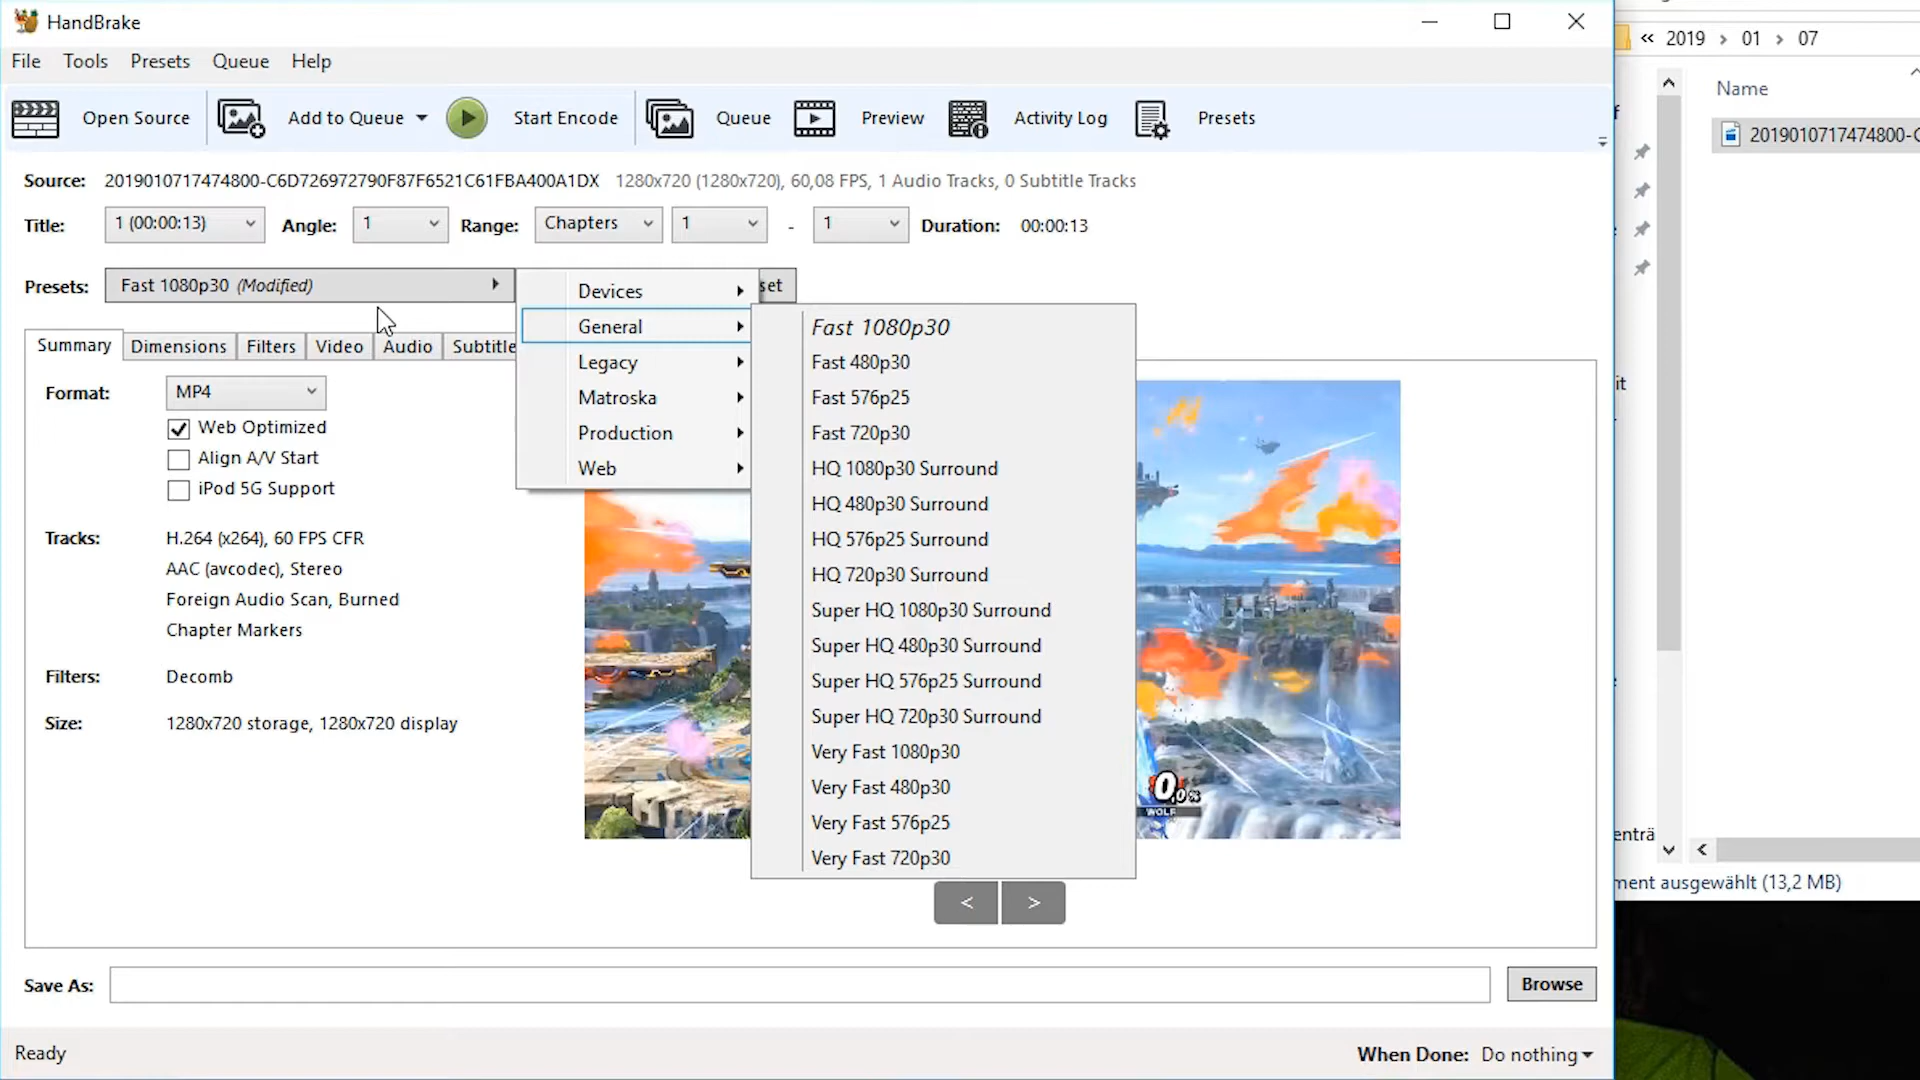 HandBrake
File Tools Presets Queue Help
Open Source Add to Queue Start Encode Queue Preview Activity Log Presets
Source: 2019010717474800-C6D726972790F87F6521C61FBA400A1DX 1280x720 (1280x720), 60,08 FPS, 1 Audio Tracks, 0 Subtitle Tracks
Title: 1 (00:00:13) Angle: 1 Range: Chapters 1 - 1 Duration: 00:00:13
Presets: Fast 1080p30 (Modified) set
Devices
General
Legacy
Matroska
Production
Web
Fast 1080p30
Fast 480p30
Fast 576p25
Fast 720p30
HQ 1080p30 Surround
HQ 480p30 Surround
HQ 576p25 Surround
HQ 720p30 Surround
Super HQ 1080p30 Surround
Super HQ 480p30 Surround
Super HQ 576p25 Surround
Super HQ 720p30 Surround
Very Fast 1080p30
Very Fast 480p30
Very Fast 576p25
Very Fast 720p30
Summary Dimensions Filters Video Audio Subtitle
Format: MP4
Web Optimized
Align A/V Start
iPod 5G Support
Tracks: H.264 (x264), 60 FPS CFR
AAC (avcodec), Stereo
Foreign Audio Scan, Burned
Chapter Markers
Filters: Decomb
Size: 1280x720 storage, 1280x720 display
0,0%
WOLF
< >
Save As: Browse
Ready When Done: Do nothing
« 2019 > 01 > 07
Name
2019010717474800-C
enträ
ment ausgewählt (13,2 MB)